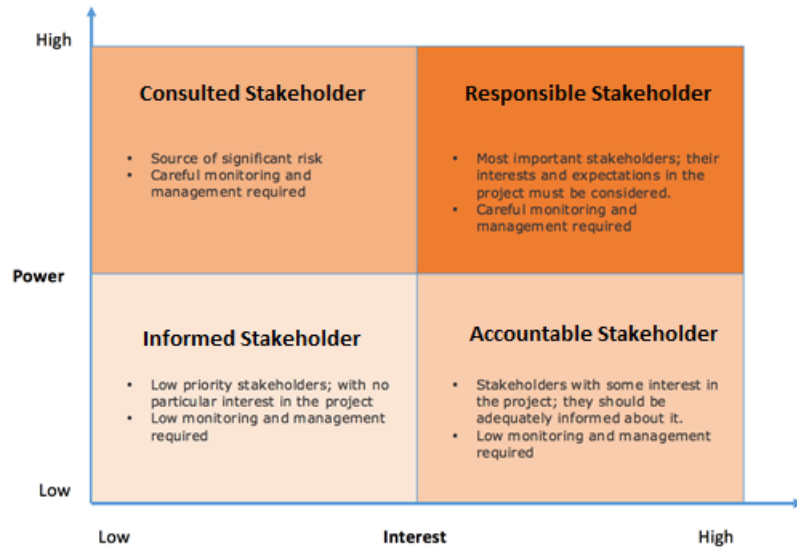 High
Consulted Stakeholder
• Source of significant risk
• Careful monitoring and
management required
Responsible Stakeholder
• Most important stakeholders; their
interests and expectations in the
project must be considered.
• Careful monitoring and
management required
Power
Informed Stakeholder
• Low priority stakeholders; with no
particular interest in the project
• Low monitoring and management
required
Accountable Stakeholder
• Stakeholders with some interest in
the project; they should be
adequately informed about it.
• Low monitoring and management
required
Low
Low
Interest
High